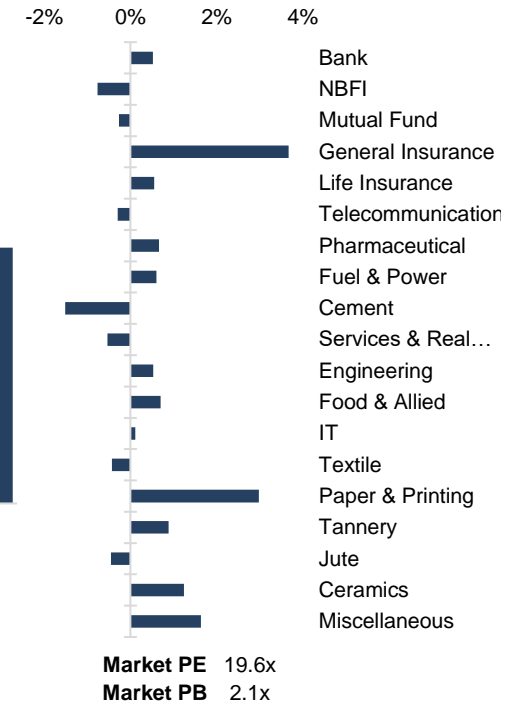 -2% 0% 2% 4%
Bank
NBFI
Mutual Fund
General Insurance
Life Insurance
Telecommunication
Pharmaceutical
Fuel & Power
Cement
Services & Real…
Engineering
Food & Allied
IT
Textile
Paper & Printing
Tannery
Jute
Ceramics
Miscellaneous
Market PE 19.6x
Market PB 2.1x